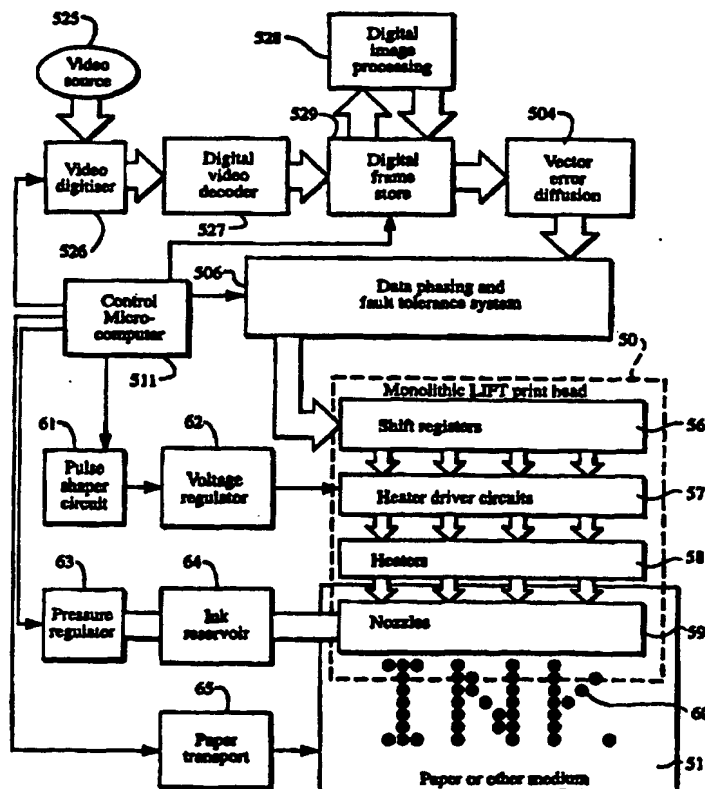 525
Video
source
528
Digital
image
processing
529
504
Video
digitiser
526
Digital
video
decoder
527
Digital
frame
store
Vector
error
diffusion
506
Data phasing and
fault tolerance system
Control
Micro-
computer
511
50
Monolithic LIFT print head
Shift registers
56
61
Pulse
shaper
circuit
62
Voltage
regulator
Heater driver circuits
57
Heaters
58
63
Pressure
regulator
64
Ink
reservoir
Nozzles
59
INK
60
65
Paper
transport
51
Paper or other medium